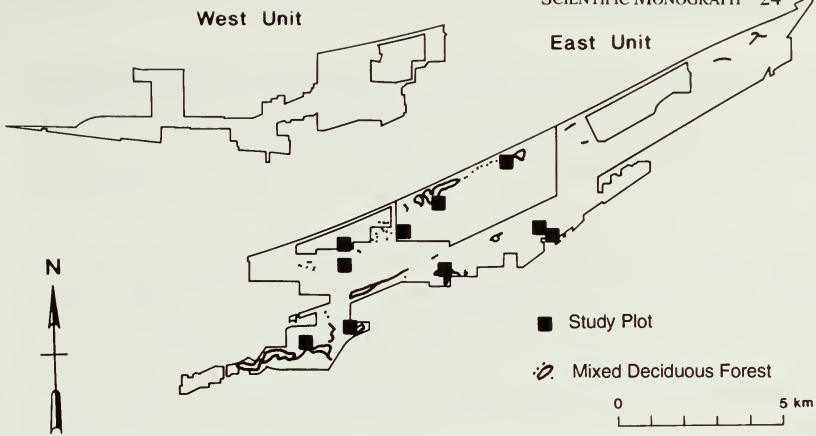 SCIENTIFIC MONOGRAPH 24
West Unit
East Unit
N
Study Plot
Mixed Deciduous Forest
0 5 km